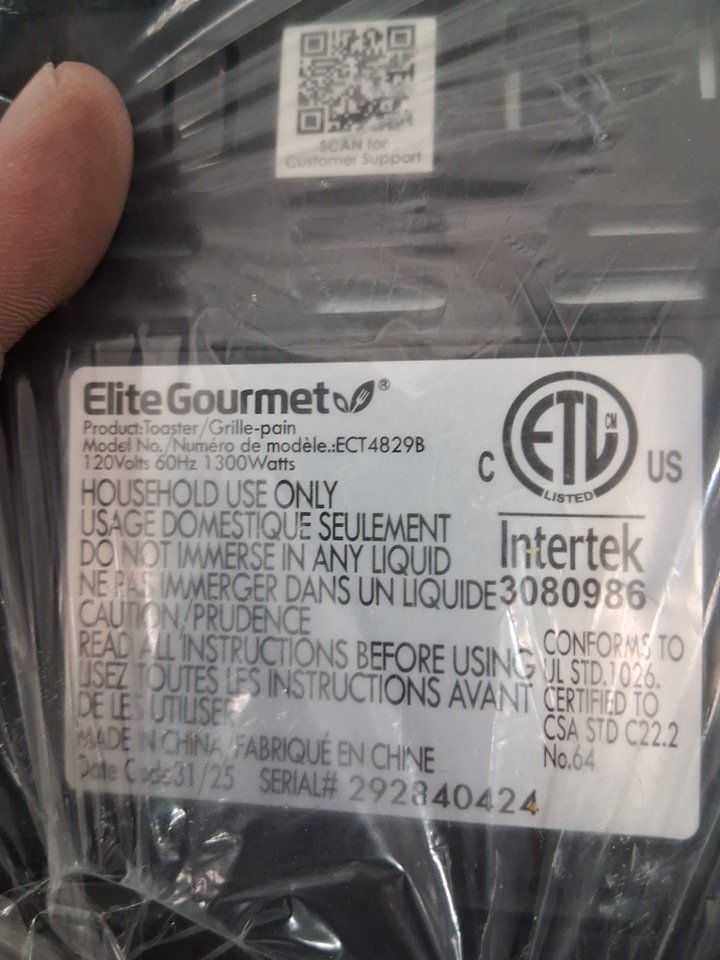 SCAN for
Customer Support
Elite Gourmet®
Product:Toaster/Grille-pain
Model No./Numéro de modèle.:ECT4829B
120Volts 60Hz 1300Watts
HOUSEHOLD USE ONLY
USAGE DOMESTIQUE SEULEMENT
DO NOT IMMERSE IN ANY LIQUID
NE PAS IMMERGER DANS UN LIQUIDE
CAUTION/PRUDENCE
READ ALL INSTRUCTIONS BEFORE USING
LISEZ TOUTES LES INSTRUCTIONS AVANT
DE LES UTILISER
MADE IN CHINA/FABRIQUÉ EN CHINE
Date Code31/25 SERIAL# 292840424
C ETL CM US
LISTED
Intertek
3080986
CONFORMS TO
UL STD.1026.
CERTIFIED TO
CSA STD C22.2
No.64.